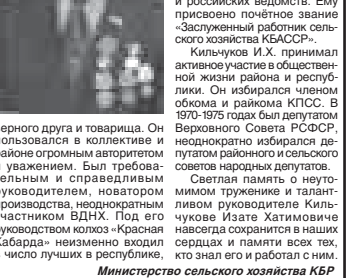 ерного друга и товарища. Он
ользовался в коллективе и
айоне огромным авторитетом
уважением. Был требова-
ельным и справедливым
уководителем, новатором
роизводства, неоднократным
частником ВДНХ. Под его
уководством колхоз «Красная
абарда» неизменно входил
число лучших в республике,
и российских ведомств. Ему
присвоено почётное звание
«Заслуженный работник сель-
ского хозяйства КБАССР».
Кильчуков И.Х. принимал
активное участие в обществен-
ной жизни района и респуб-
лики. Он избирался членом
обкома и райкома КПСС. В
1970-1975 годах был депутатом
Верховного Совета РСФСР,
неоднократно избирался де-
путатом районного и сельского
советов народных депутатов.
Светлая память о неуто-
мимом труженике и талант-
ливом руководителе Киль-
чукове Изате Хатимовиче
навсегда сохранится в наших
сердцах и памяти всех тех,
кто знал его и работал с ним.
Министерство сельского хозяйства КБР